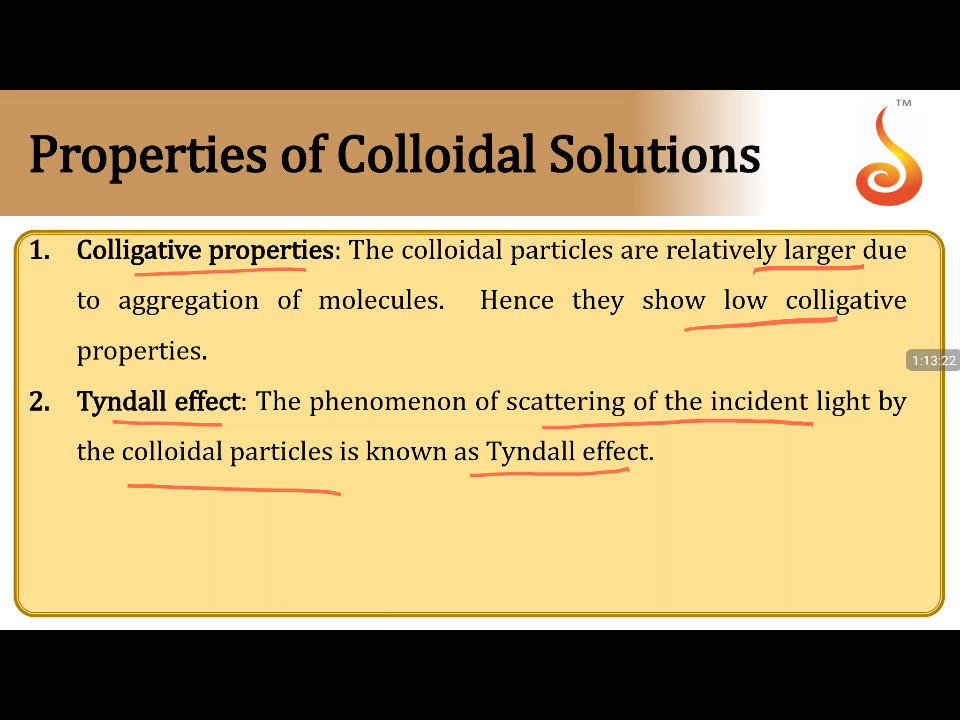 TM
Properties of Colloidal Solutions
1. Colligative properties: The colloidal particles are relatively larger due
to aggregation of molecules. Hence they show low colligative
properties.
1:13:22
2. Tyndall effect: The phenomenon of scattering of the incident light by
the colloidal particles is known as Tyndall effect.